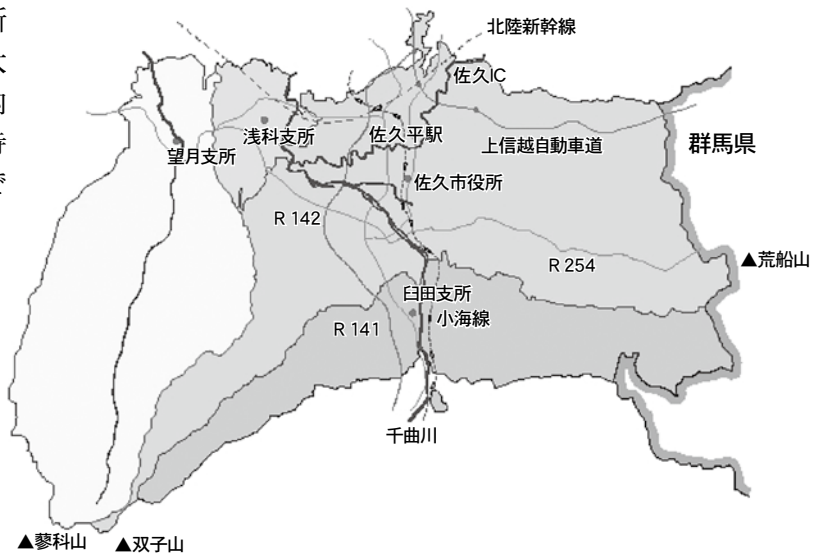 北陸新幹線
佐久IC
浅科支所
佐久平駅
上信越自動車道
群馬県
望月支所
佐久市役所
R 142
R 254
▲荒船山
臼田支所
小海線
R 141
千曲川
▲蓼科山
▲双子山